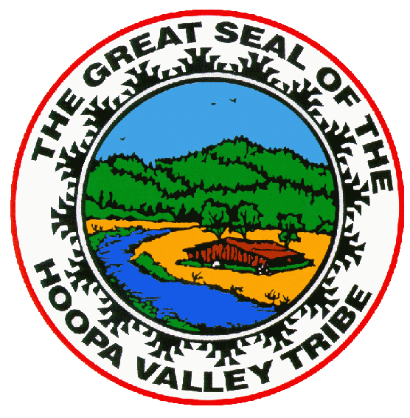 THE GREAT SEAL OF THE
HOOPA VALLEY TRIBE